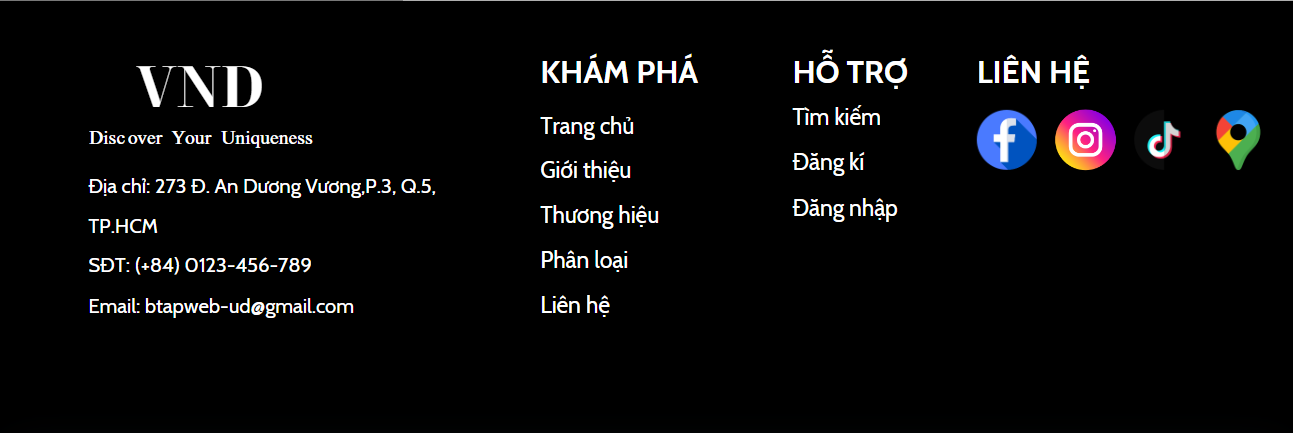 VND
Discover Your Uniqueness
Địa chỉ: 273 Đ. An Dương Vương,P.3, Q.5,
TP.HCM
SĐT: (+84) 0123-456-789
Email: btapweb-ud@gmail.com
KHÁM PHÁ
Trang chủ
Giới thiệu
Thương hiệu
Phân loại
Liên hệ
HỖ TRỢ
Tìm kiếm
Đăng kí
Đăng nhập
LIÊN HỆ